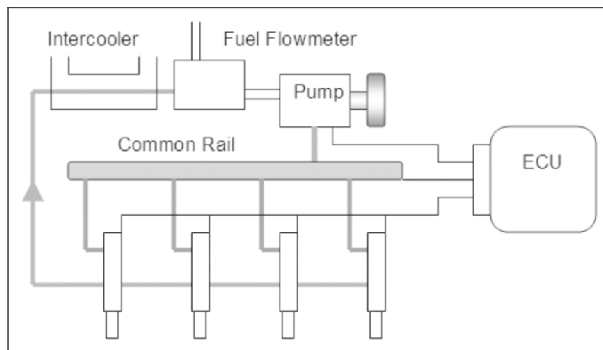 Intercooler
Fuel Flowmeter
Pump
Common Rail
ECU